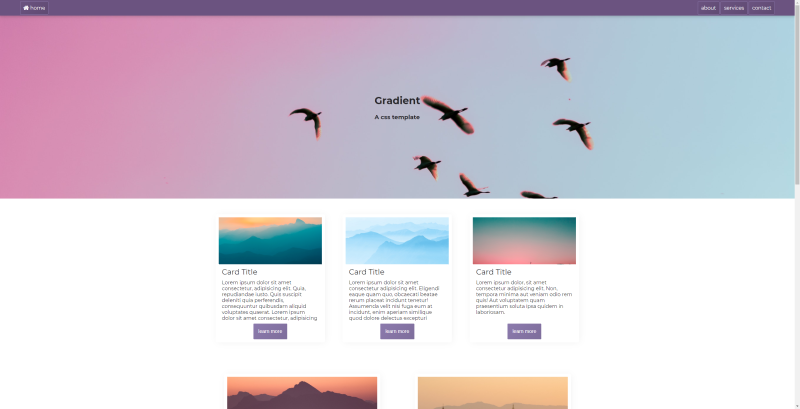 home
about
services
contact
Gradient
A css template
Card Title
Lorem ipsum dolor sit amet
consectetur, adipisicing elit. Quia,
repudiandae iusto. Quis suscipit
deleniti quia perferendis,
consequuntur quibusdam aliquid
voluptates quaerat. Lorem ipsum
dolor sit amet consectetur, adipisicing
learn more
Card Title
Lorem ipsum dolor sit amet
consectetur adipisicing elit. Eligendi
eaque quam quo, obcaecati beatae
rerum placeat incidunt tenetur!
Assumenda velit nisi fuga eum at
incidunt, enim aperiam similique
quod dolore delectus excepturi
learn more
Card Title
Lorem ipsum dolor, sit amet
consectetur adipisicing elit. Non,
tempora minima aut veniam odio rem
quis! Aut voluptatem quam
praesentium soluta ipsa quidem in
laboriosam.
learn more